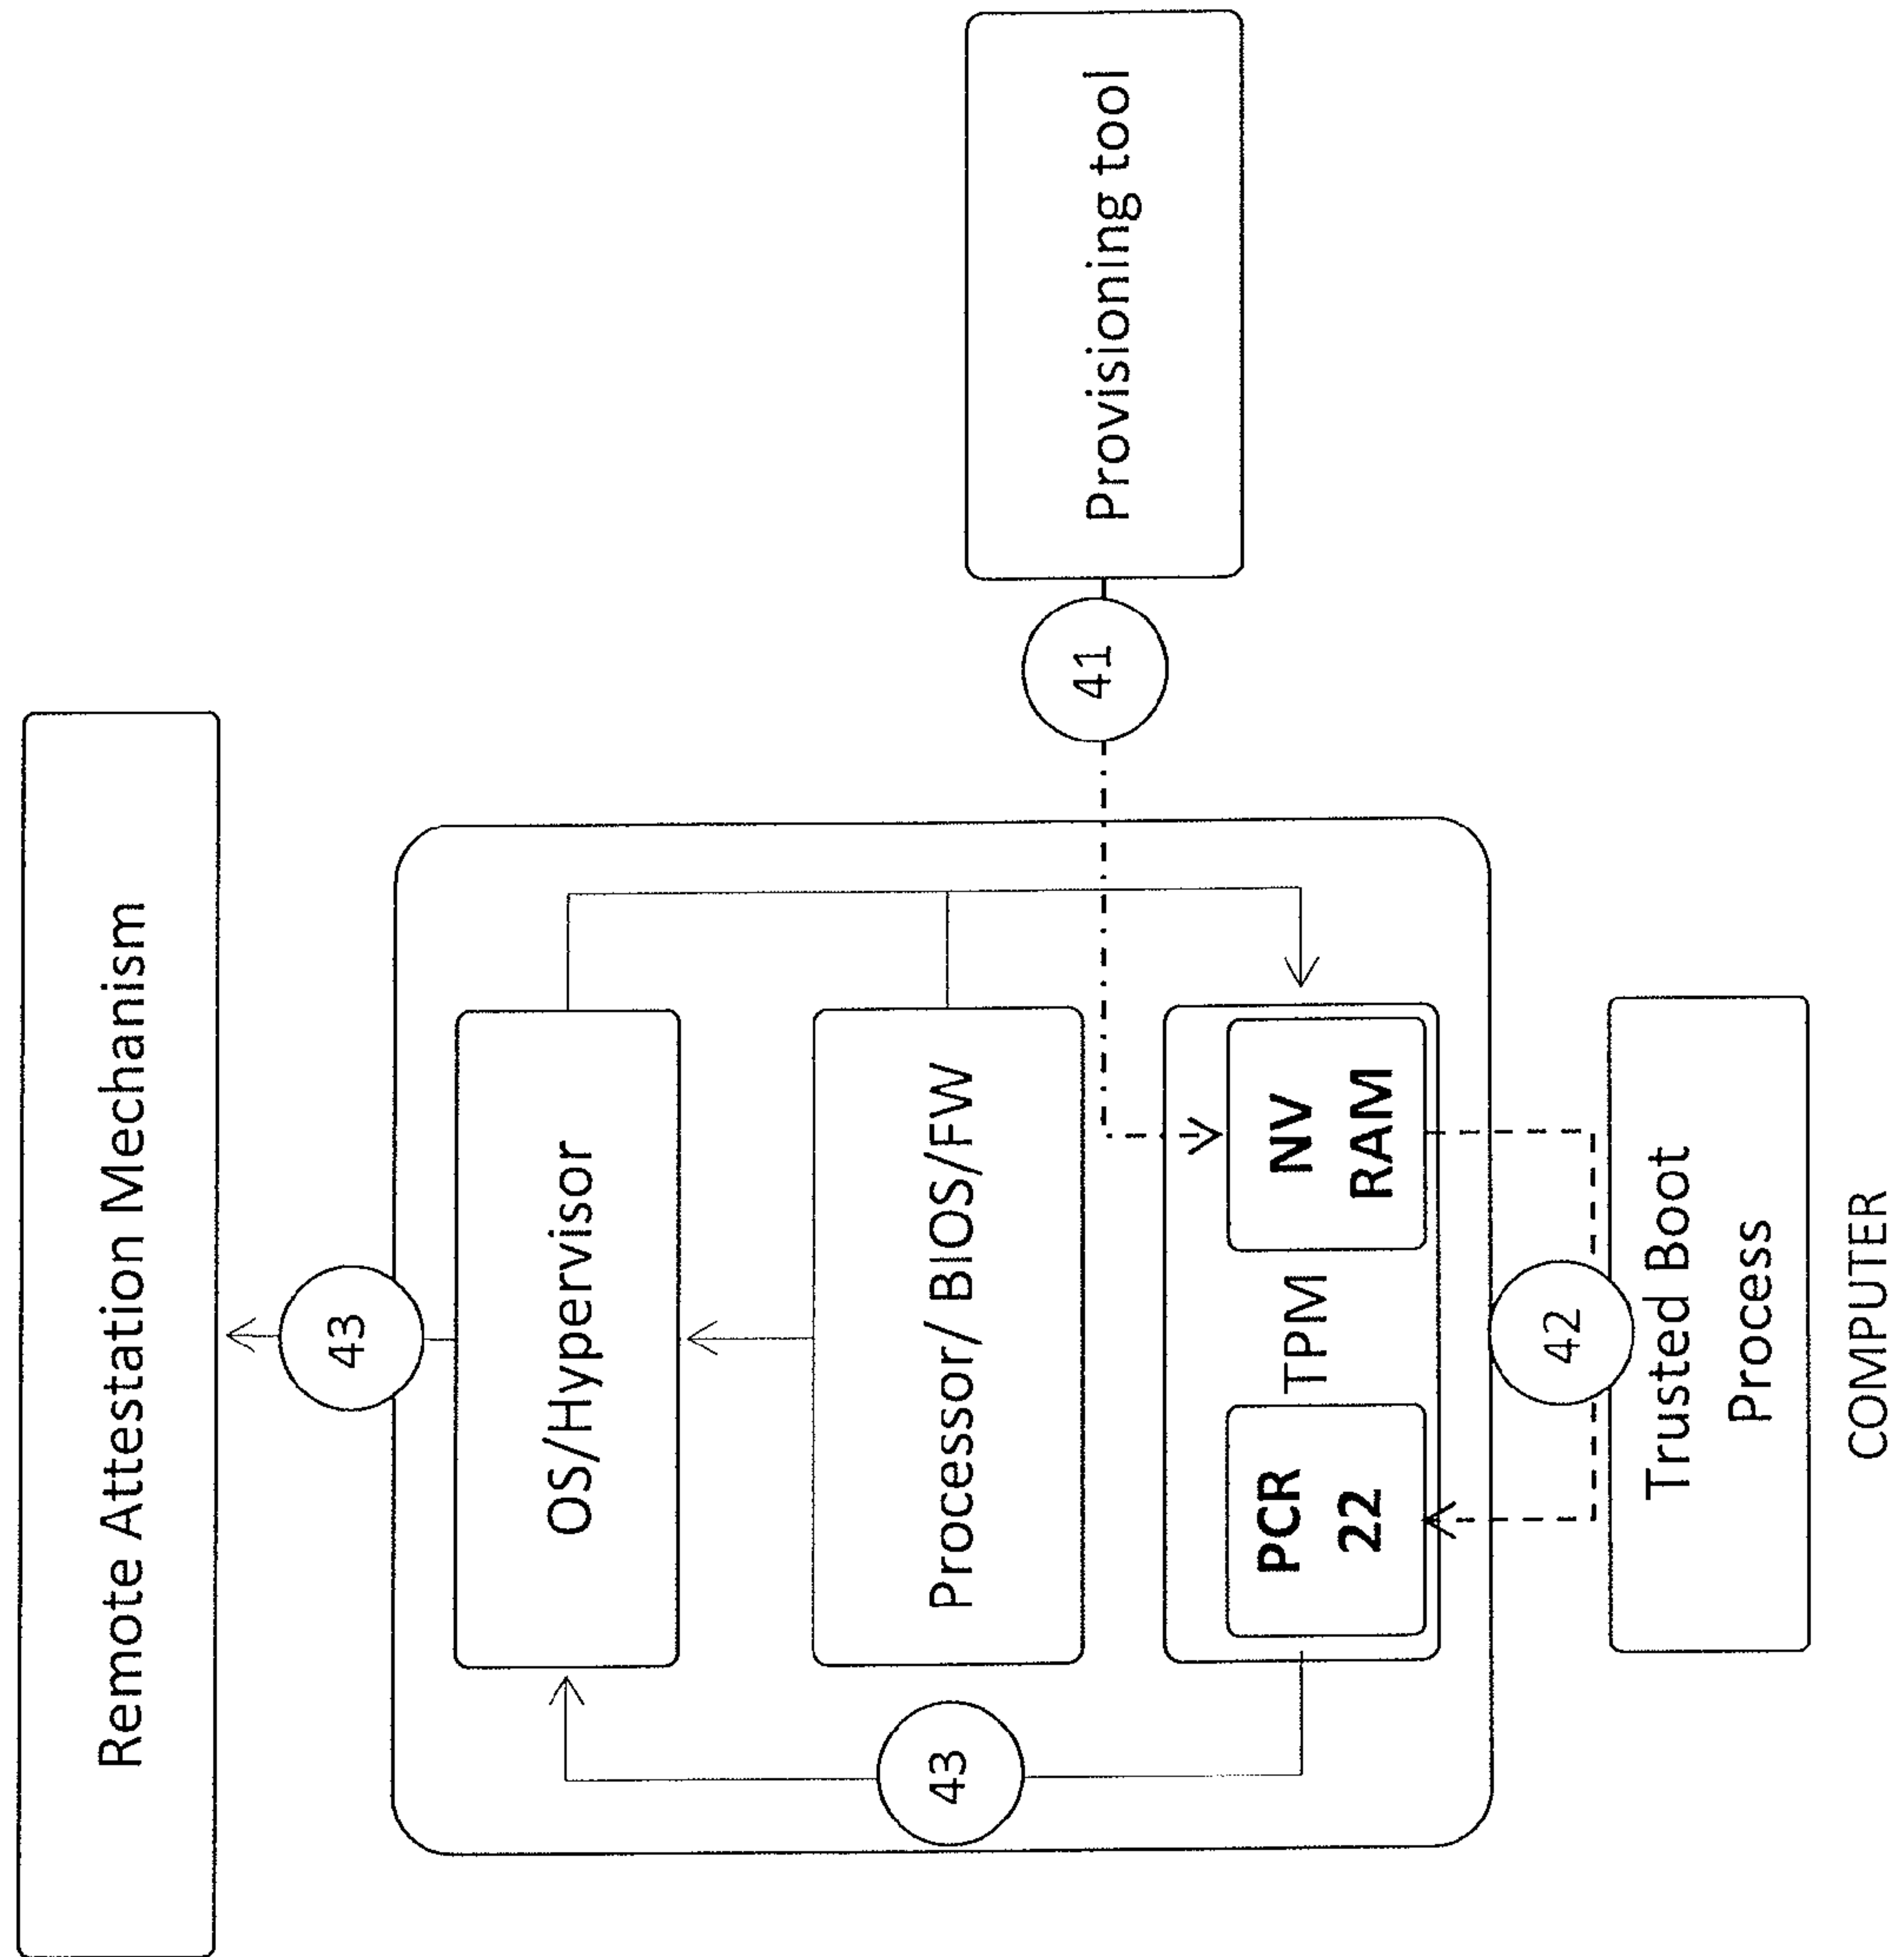 Remote Attestation Mechanism
43
OS/Hypervisor
Processor/ BIOS/FW
43
41
Provisioning tool
PCR
22
TPM
NV
RAM
42
Trusted Boot
Process
COMPUTER